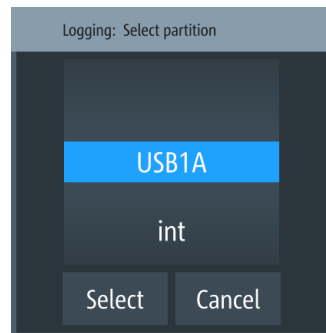 Logging: Select partition
USB1A
int
Select Cancel